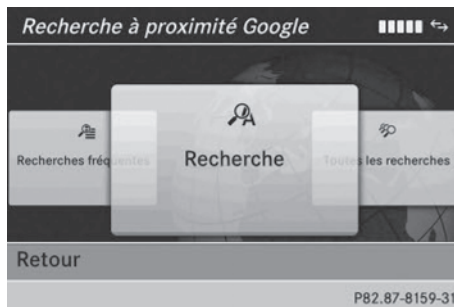 Recherche à proximité Google
Recherches fréquentes
Recherche
Toutes les recherches
Retour
P82.87-8159-31